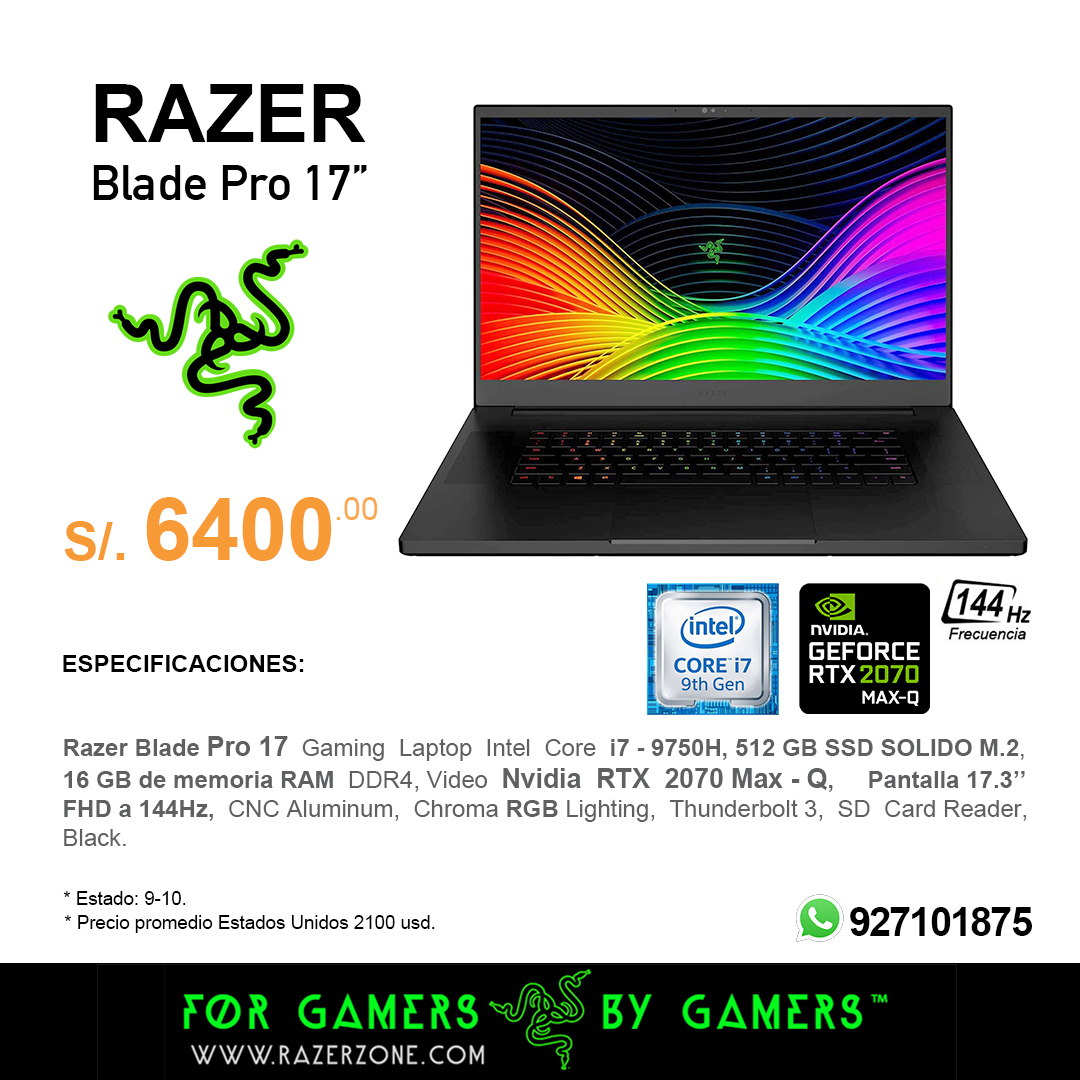 RAZER
Blade Pro 17”
S/. 6400.00
intel
CORE™ i7
9th Gen
NVIDIA.
GEFORCE
RTX 2070
MAX-Q
144 Hz
Frecuencia
ESPECIFICACIONES:
Razer Blade Pro 17 Gaming Laptop Intel Core i7 - 9750H, 512 GB SSD SOLIDO M.2,
16 GB de memoria RAM DDR4, Video Nvidia RTX 2070 Max - Q, Pantalla 17.3’’
FHD a 144Hz, CNC Aluminum, Chroma RGB Lighting, Thunderbolt 3, SD Card Reader,
Black.
* Estado: 9-10.
* Precio promedio Estados Unidos 2100 usd.
927101875
FOR GAMERS BY GAMERS™
WWW.RAZERZONE.COM